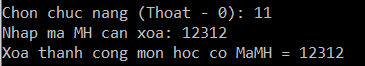 Chon chuc nang (Thoat - 0): 11
Nhap ma MH can xoa: 12312
Xoa thanh cong mon hoc co MaMH = 12312